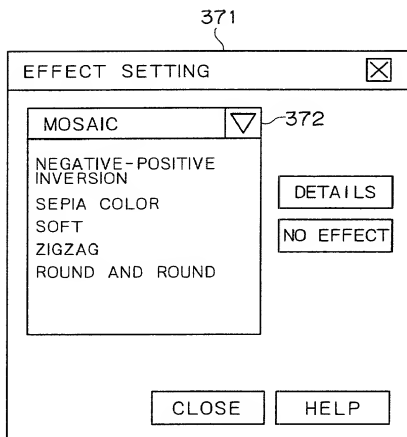 371
EFFECT SETTING
MOSAIC
372
NEGATIVE-POSITIVE
INVERSION
SEPIA COLOR
SOFT
ZIGZAG
ROUND AND ROUND
DETAILS
NO EFFECT
CLOSE
HELP